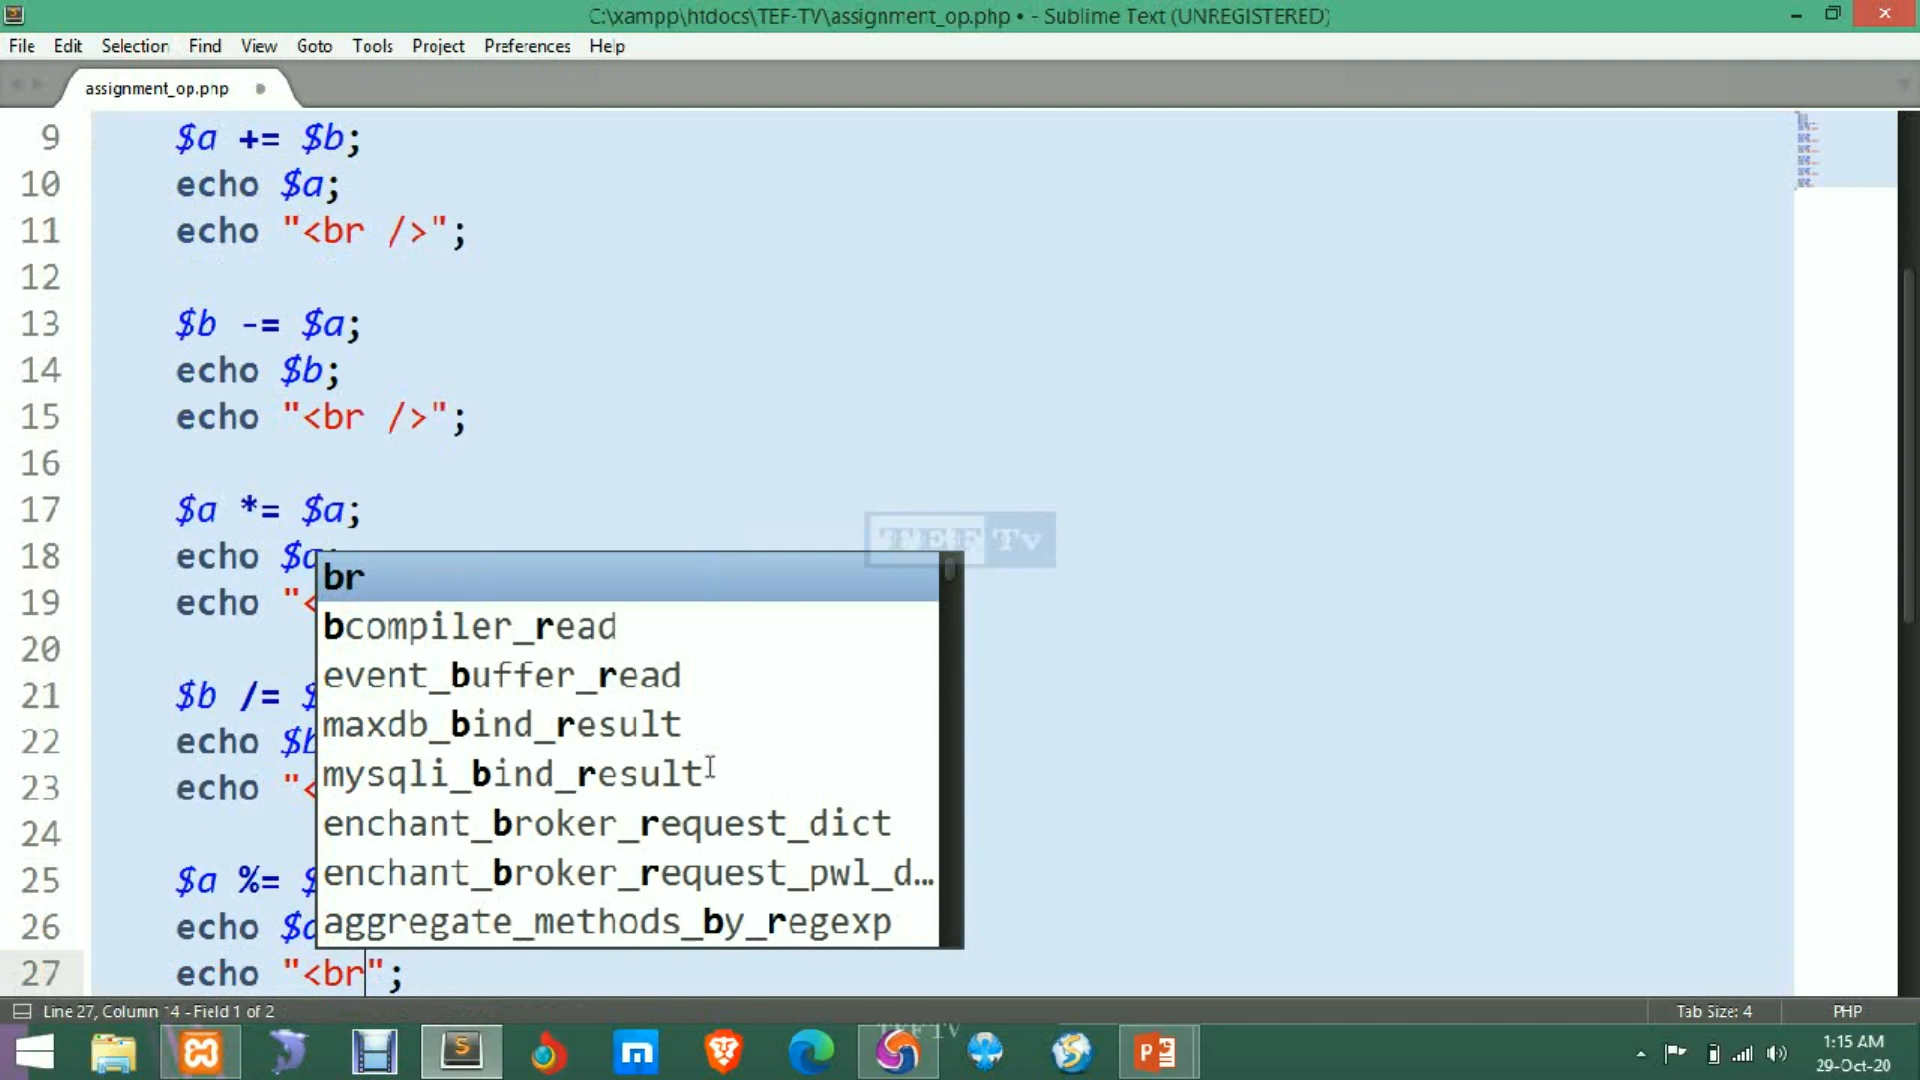 C:\xampp\htdocs\TEF-TV\assignment_op.php • - Sublime Text (UNREGISTERED)
File Edit Selection Find View Goto Tools Project Preferences Help
assignment_op.php
9 $a += $b;
10 echo $a;
11 echo "<br />";
12
13 $b -= $a;
14 echo $b;
15 echo "<br />";
16
17 $a *= $a;
18 echo $a;
19 echo "<
20
21 $b /= $
22 echo $b
23 echo "<
24
25 $a %= $
26 echo $a
27 echo "<br";
br
bcompiler_read
event_buffer_read
maxdb_bind_result
mysqli_bind_result
enchant_broker_request_dict
enchant_broker_request_pwl_d…
aggregate_methods_by_regexp
TEF Tv
Line 27, Column 14 - Field 1 of 2 Tab Size: 4 PHP
TEF TV
1:15 AM
29-Oct-20